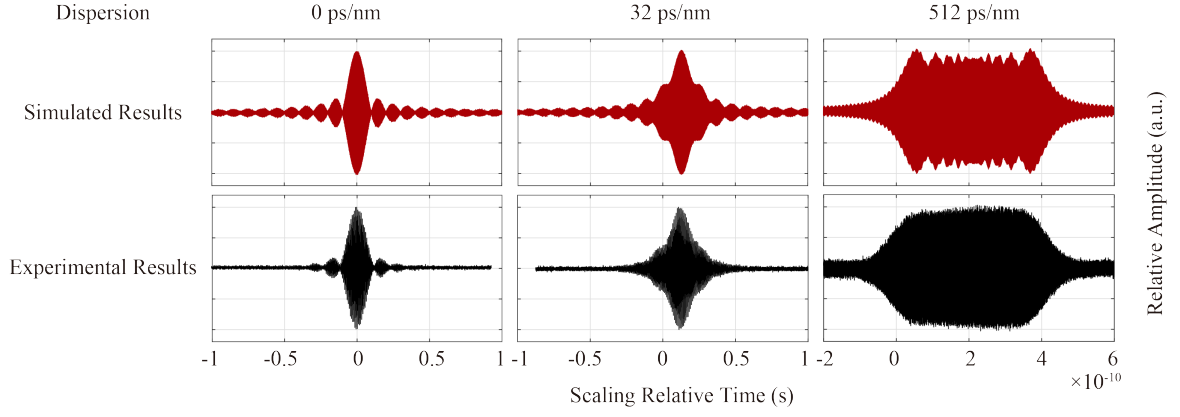 Dispersion 0 ps/nm 32 ps/nm 512 ps/nm
Simulated Results
Experimental Results
Relative Amplitude (a.u.)
-1 -0.5 0 0.5 1 -1 -0.5 0 0.5 1 -2 0 2 4 6
×10⁻¹⁰
Scaling Relative Time (s)